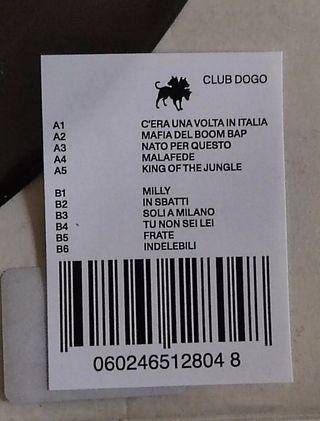 CLUB DOGO
A1 C'ERA UNA VOLTA IN ITALIA
A2 MAFIA DEL BOOM BAP
A3 NATO PER QUESTO
A4 MALAFEDE
A5 KING OF THE JUNGLE
B1 MILLY
B2 IN SBATTI
B3 SOLI A MILANO
B4 TU NON SEI LEI
B5 FRATE
B6 INDELEBILI
060246512804 8